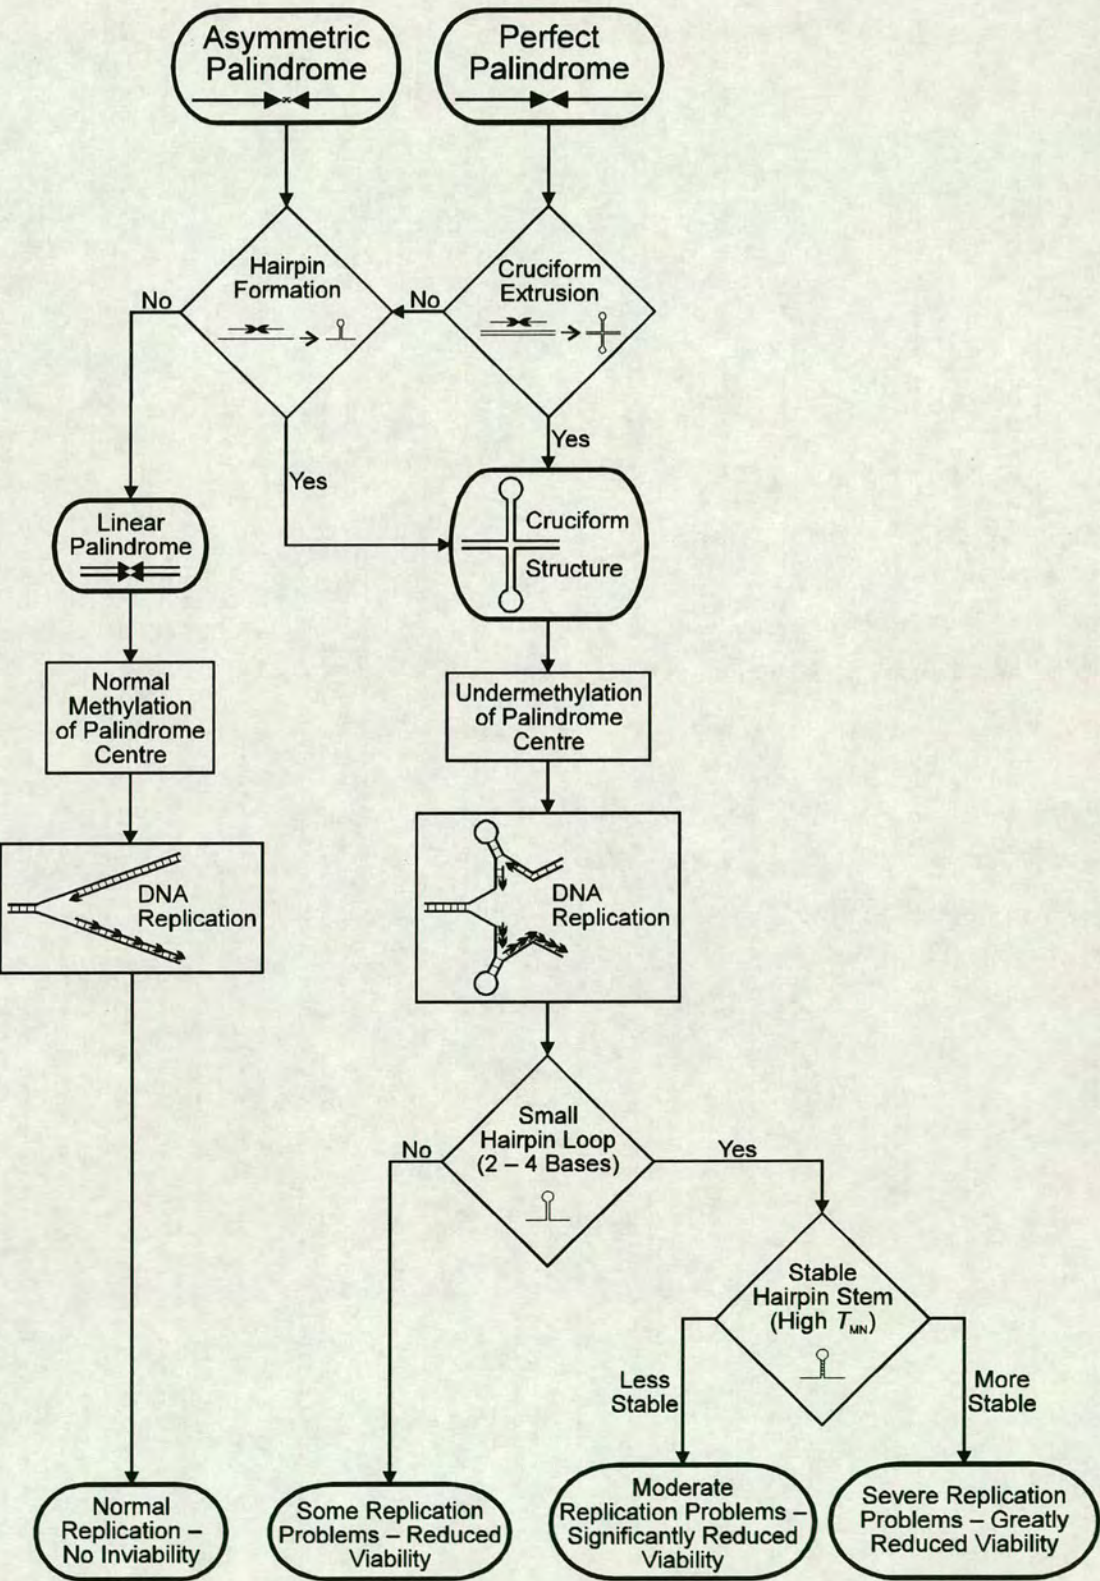 Asymmetric
Palindrome
Perfect
Palindrome
Hairpin
Formation
No
Cruciform
Extrusion
No
Yes
Yes
Linear
Palindrome
Cruciform
Structure
Normal
Methylation
of Palindrome
Centre
Undermethylation
of Palindrome
Centre
DNA
Replication
DNA
Replication
Small
Hairpin Loop
(2 – 4 Bases)
No
Yes
Stable
Hairpin Stem
(High TMN)
Less
Stable
More
Stable
Normal
Replication –
No Inviability
Some Replication
Problems – Reduced
Viability
Moderate
Replication Problems –
Significantly Reduced
Viability
Severe Replication
Problems – Greatly
Reduced Viability